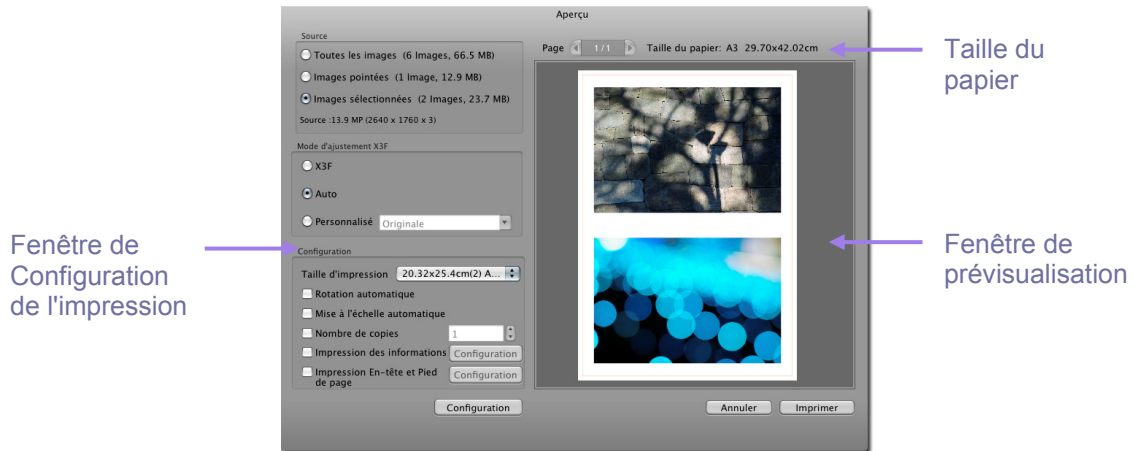 Aperçu
Source
Toutes les images (6 Images, 66.5 MB)
Images pointées (1 Image, 12.9 MB)
Images sélectionnées (2 Images, 23.7 MB)
Source :13.9 MP (2640 x 1760 x 3)
Mode d'ajustement X3F
X3F
Auto
Personnalisé Originale
Configuration
Taille d'impression 20.32x25.4cm(2) A...
Rotation automatique
Mise à l'échelle automatique
Nombre de copies 1
Impression des informations Configuration
Impression En-tête et Pied
de page
Configuration
Configuration
Page 1/1 Taille du papier: A3 29.70x42.02cm
Annuler Imprimer
Fenêtre de
Configuration
de l'impression
Taille du
papier
Fenêtre de
prévisualisation